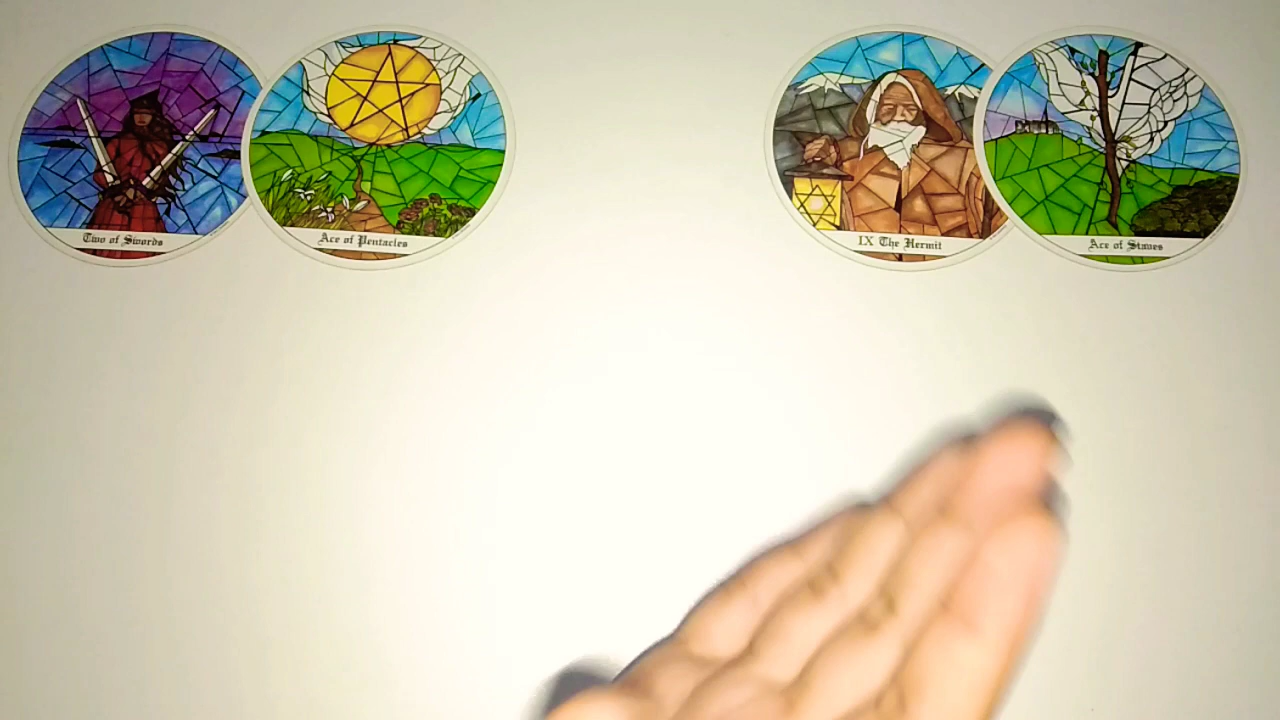 Two of Swords
Ace of Pentacles
IX The Hermit
Ace of Staves